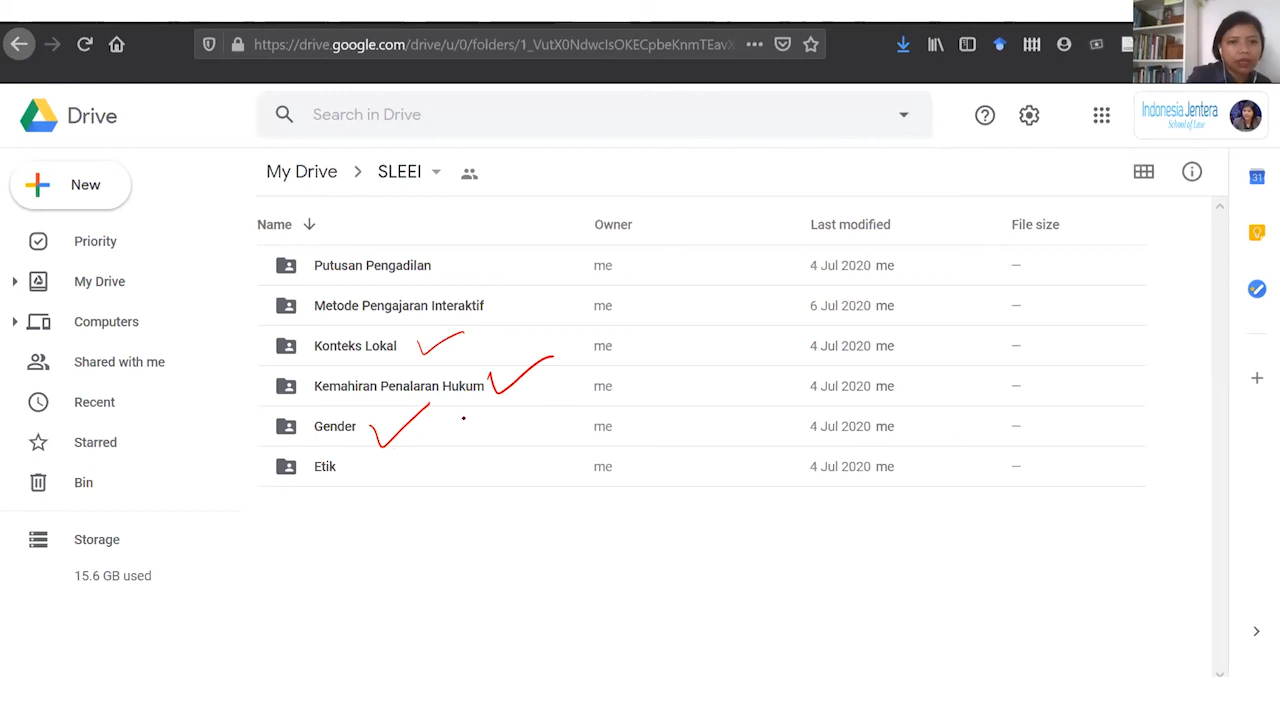 https://drive.google.com/drive/u/0/folders/1_VutX0NdwcIsOKECpbeKnmTEavX
Drive
Search in Drive
Indonesia Jentera
School of Law
New
My Drive > SLEEI
Priority
My Drive
Computers
Shared with me
Recent
Starred
Bin
Storage
15.6 GB used
Name Owner Last modified File size
Putusan Pengadilan me 4 Jul 2020 me —
Metode Pengajaran Interaktif me 6 Jul 2020 me —
Konteks Lokal me 4 Jul 2020 me —
Kemahiran Penalaran Hukum me 4 Jul 2020 me —
Gender me 4 Jul 2020 me —
Etik me 4 Jul 2020 me —
31